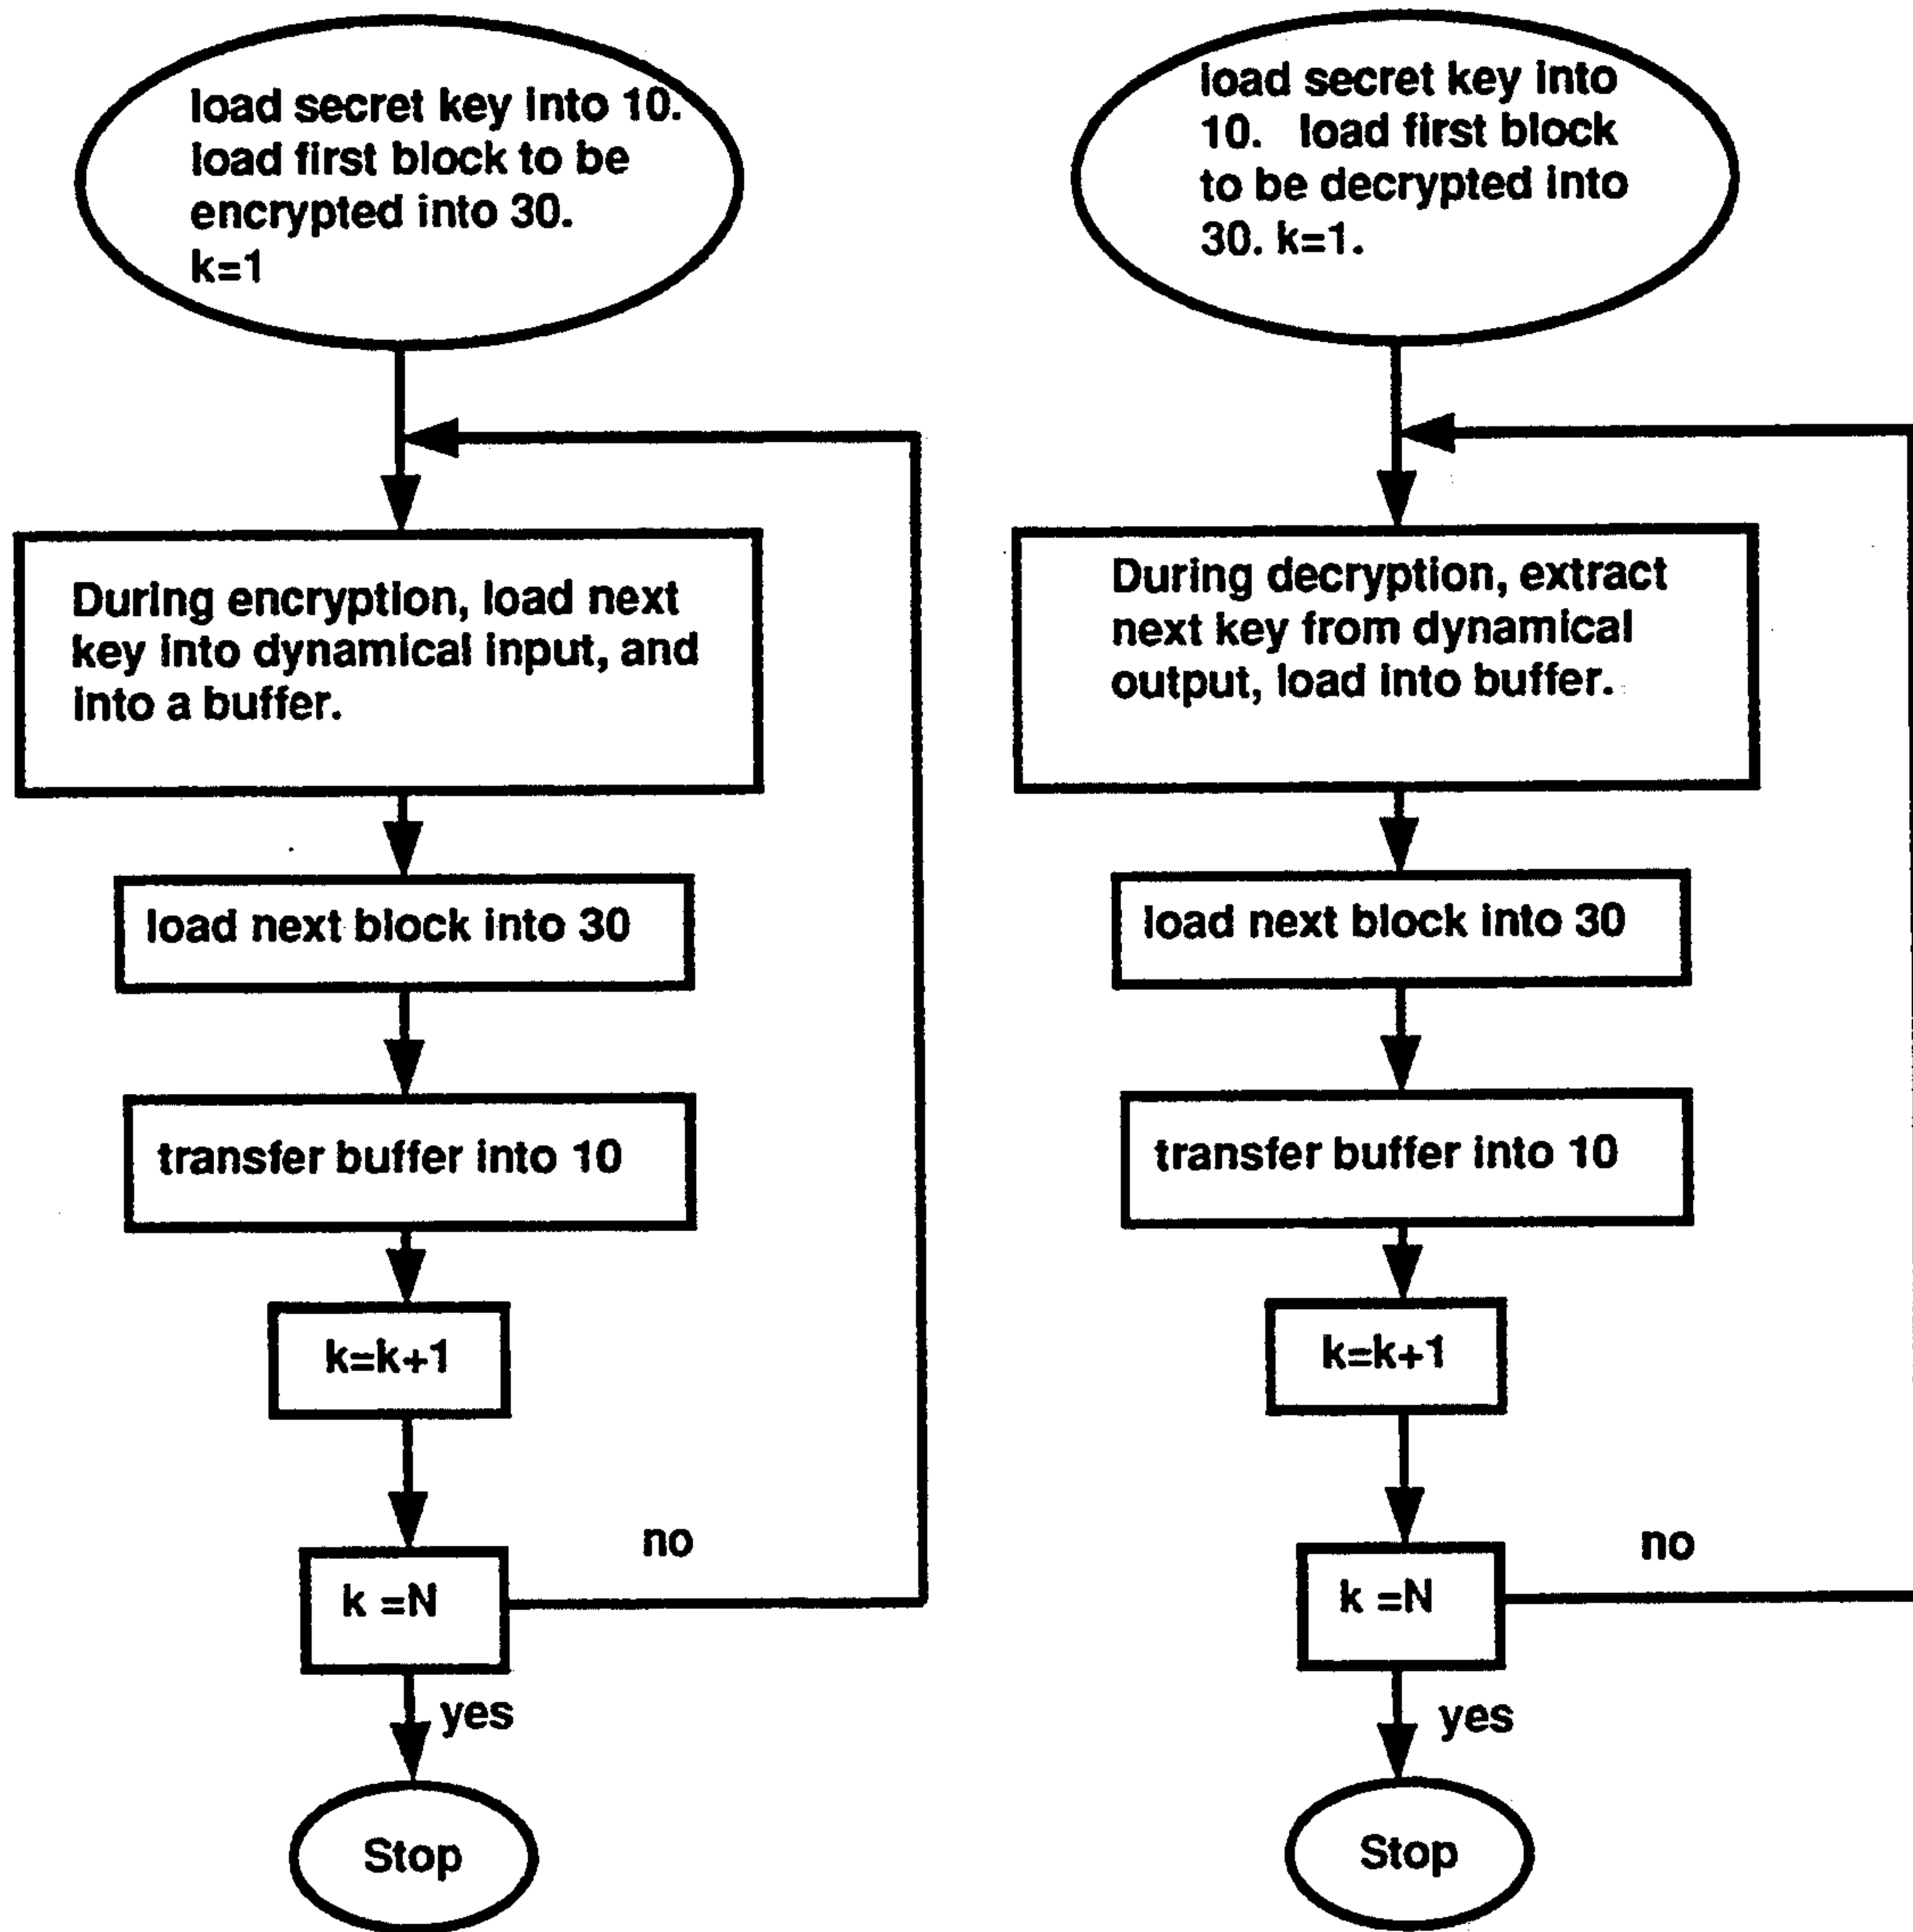 load secret key into 10.
load first block to be
encrypted into 30.
k=1
During encryption, load next
key into dynamical input, and
into a buffer.
load next block into 30
transfer buffer into 10
k=k+1
k =N
no
yes
Stop
load secret key into
10. load first block
to be decrypted into
30. k=1.
During decryption, extract
next key from dynamical
output, load into buffer.
load next block into 30
transfer buffer into 10
k=k+1
k =N
no
yes
Stop